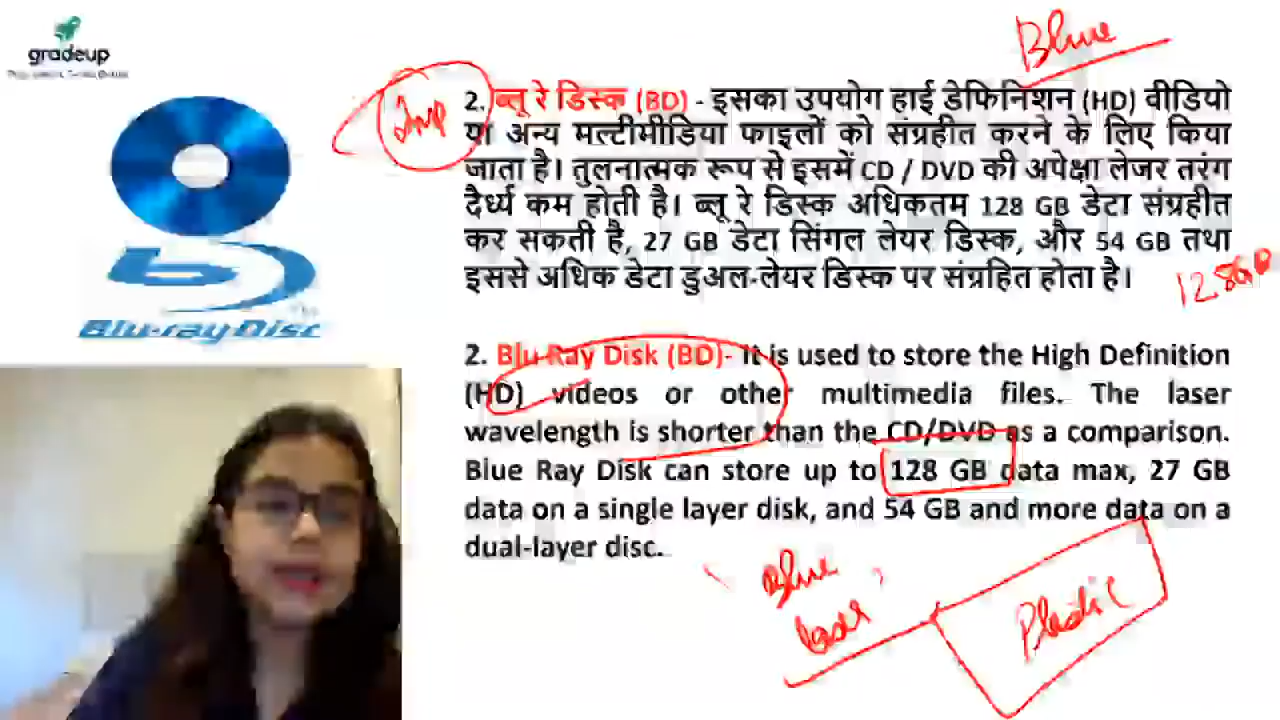 gradeup
Blue
Imp
2. ब्लू रे डिस्क (BD) - इसका उपयोग हाई डेफिनिशन (HD) वीडियो
या अन्य मल्टीमीडिया फाइलों को संग्रहीत करने के लिए किया
जाता है। तुलनात्मक रूप से इसमें CD / DVD की अपेक्षा लेजर तरंग
दैर्ध्य कम होती है। ब्लू रे डिस्क अधिकतम 128 GB डेटा संग्रहीत
कर सकती है, 27 GB डेटा सिंगल लेयर डिस्क, और 54 GB तथा
इससे अधिक डेटा डुअल-लेयर डिस्क पर संग्रहित होता है।
128GB
Blu-ray Disc
2. Blu Ray Disk (BD)- It is used to store the High Definition
(HD) videos or other multimedia files. The laser
wavelength is shorter than the CD/DVD as a comparison.
Blue Ray Disk can store up to 128 GB data max, 27 GB
data on a single layer disk, and 54 GB and more data on a
dual-layer disc.
Blue
laser
Plastic